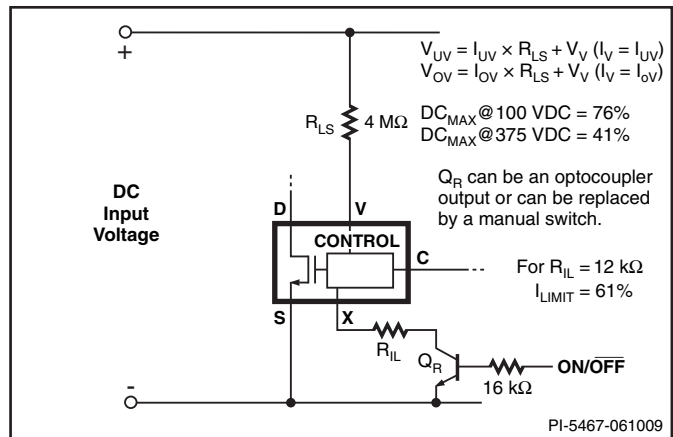 +
V_UV = I_UV × R_LS + V_V (I_V = I_UV)
V_OV = I_OV × R_LS + V_V (I_V = I_oV)
R_LS 4 MΩ
DC_MAX@100 VDC = 76%
DC_MAX@375 VDC = 41%
Q_R can be an optocoupler
output or can be replaced
by a manual switch.
DC
Input
Voltage
D
V
CONTROL
C
For R_IL = 12 kΩ
I_LIMIT = 61%
S
X
R_IL
Q_R
16 kΩ
ON/O̅F̅F̅
-
PI-5467-061009